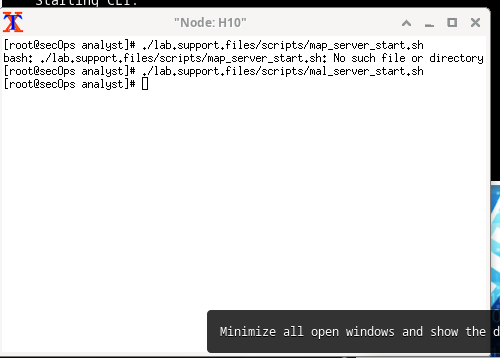 Starting CLI:
"Node: H10"
[root@secOps analyst]# ./lab.support.files/scripts/map_server_start.sh
bash: ./lab.support.files/scripts/map_server_start.sh: No such file or directory
[root@secOps analyst]# ./lab.support.files/scripts/mal_server_start.sh
[root@secOps analyst]#
Minimize all open windows and show the d